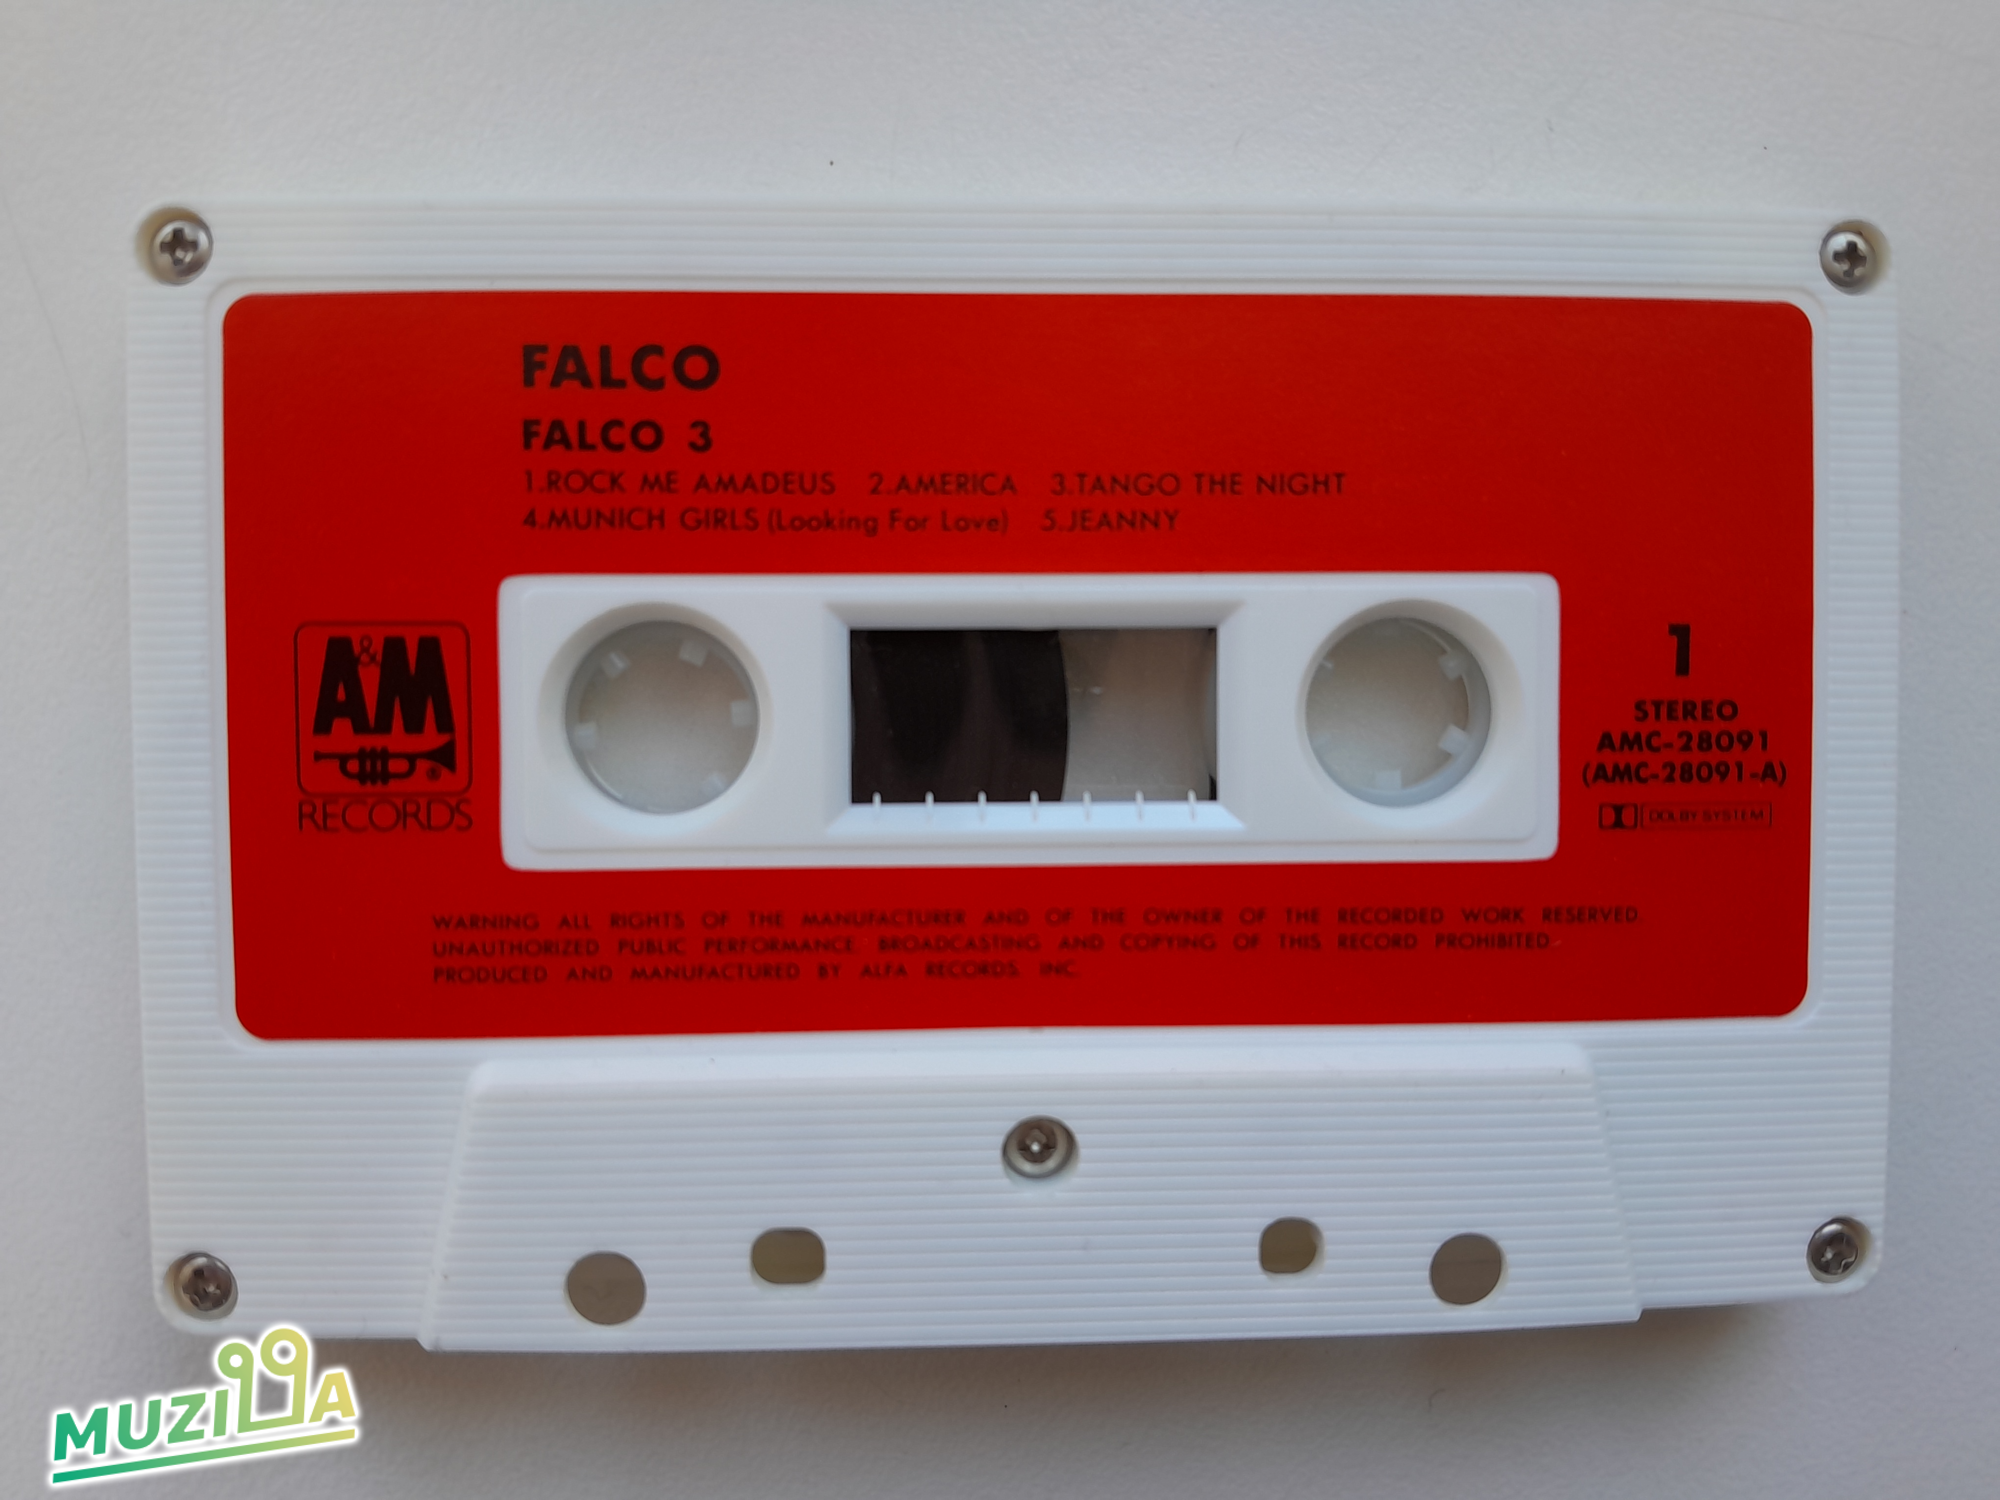 FALCO
FALCO 3
1.ROCK ME AMADEUS 2.AMERICA 3.TANGO THE NIGHT
4.MUNICH GIRLS (Looking For Love) 5.JEANNY
A&M
®
RECORDS
1
STEREO
AMC-28091
(AMC-28091-A)
DOLBY SYSTEM
WARNING ALL RIGHTS OF THE MANUFACTURER AND OF THE OWNER OF THE RECORDED WORK RESERVED.
UNAUTHORIZED PUBLIC PERFORMANCE, BROADCASTING AND COPYING OF THIS RECORD PROHIBITED.
PRODUCED AND MANUFACTURED BY ALFA RECORDS, INC.
MUZILLA